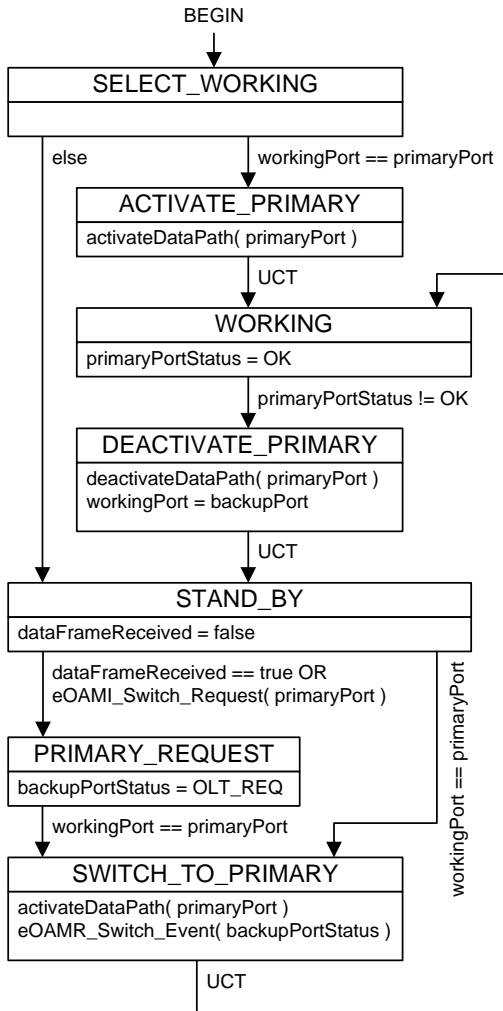 BEGIN
SELECT_WORKING
else
workingPort == primaryPort
ACTIVATE_PRIMARY
activateDataPath( primaryPort )
UCT
WORKING
primaryPortStatus = OK
primaryPortStatus != OK
DEACTIVATE_PRIMARY
deactivateDataPath( primaryPort )
workingPort = backupPort
UCT
STAND_BY
dataFrameReceived = false
dataFrameReceived == true OR
eOAMI_Switch_Request( primaryPort )
workingPort == primaryPort
PRIMARY_REQUEST
backupPortStatus = OLT_REQ
workingPort == primaryPort
SWITCH_TO_PRIMARY
activateDataPath( primaryPort )
eOAMR_Switch_Event( backupPortStatus )
UCT